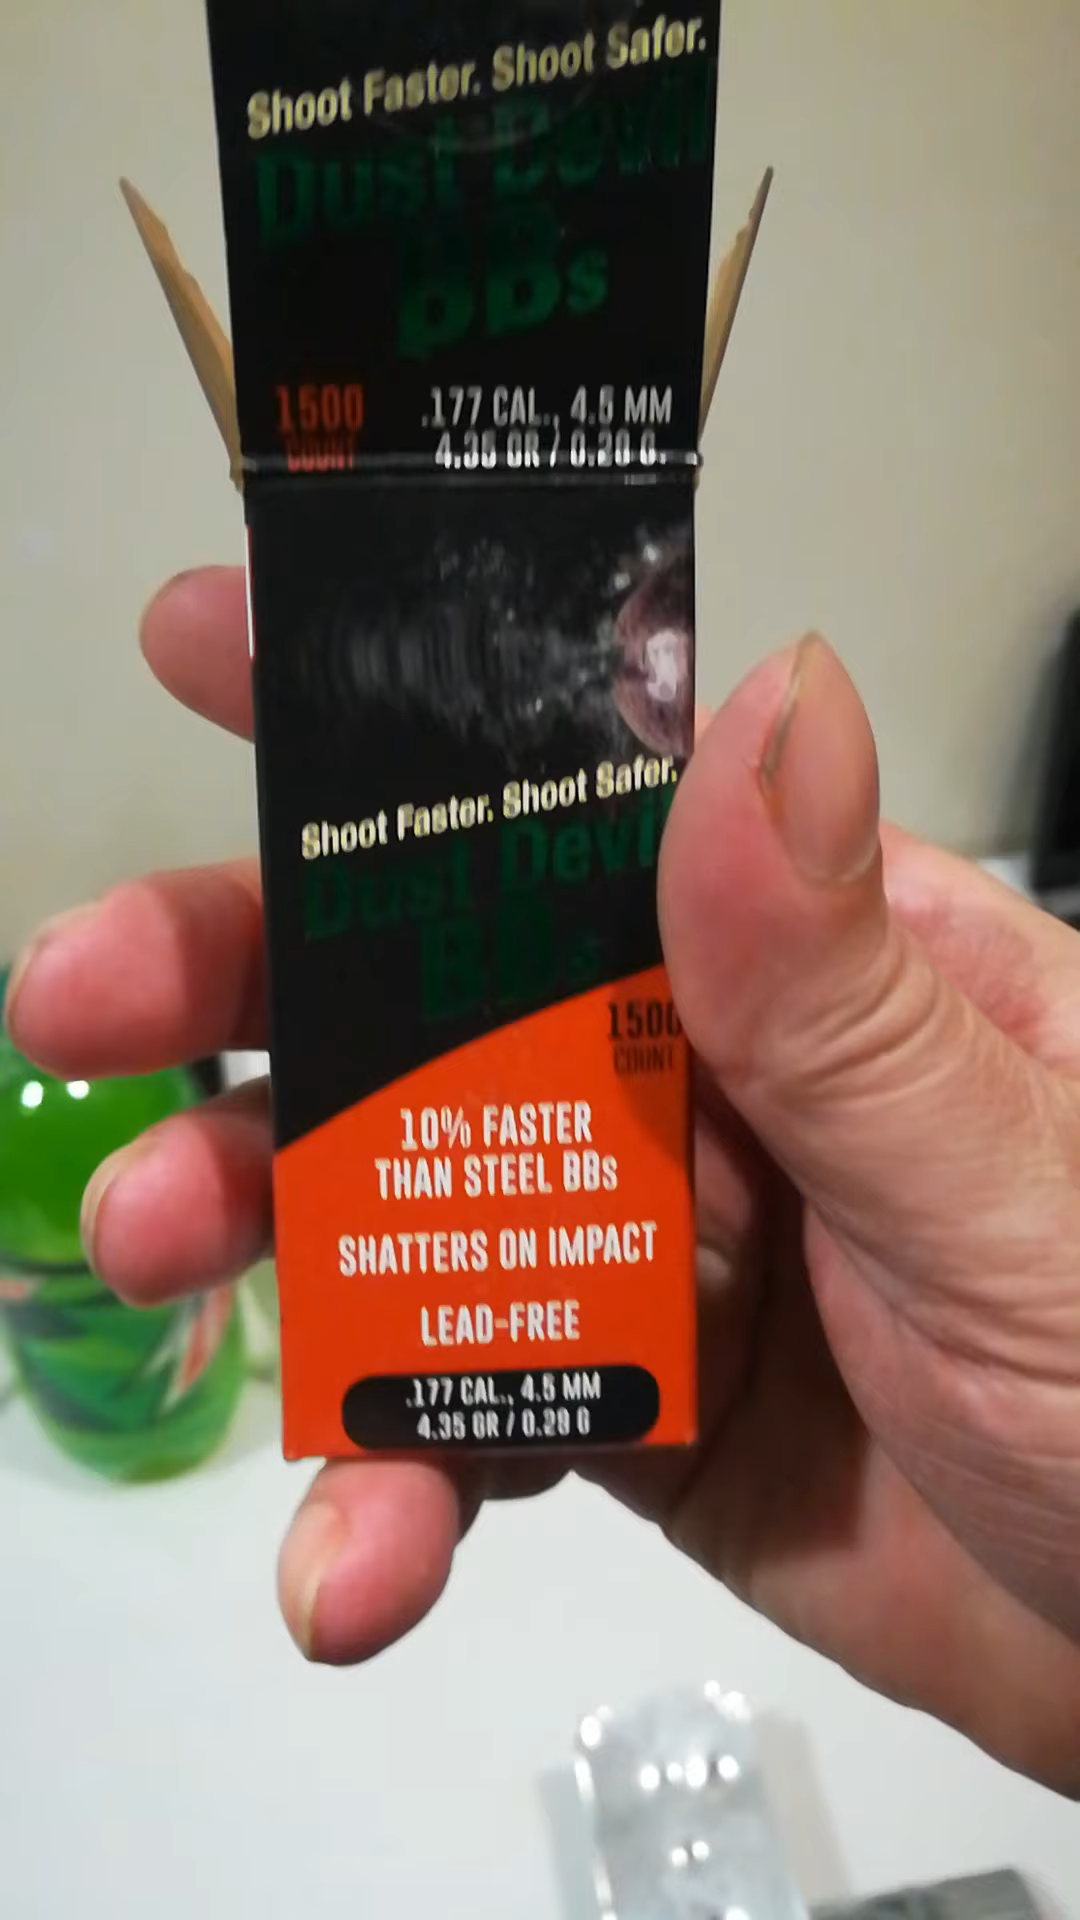 Shoot Faster. Shoot Safer.
Dust Devil
BBs
1500 .177 CAL., 4.5 MM
COUNT 4.35 GR / 0.28 G.
Shoot Faster. Shoot Safer.
Dust Devil
BBs
1500
COUNT
10% FASTER
THAN STEEL BBs
SHATTERS ON IMPACT
LEAD-FREE
.177 CAL., 4.5 MM
4.35 GR / 0.28 G